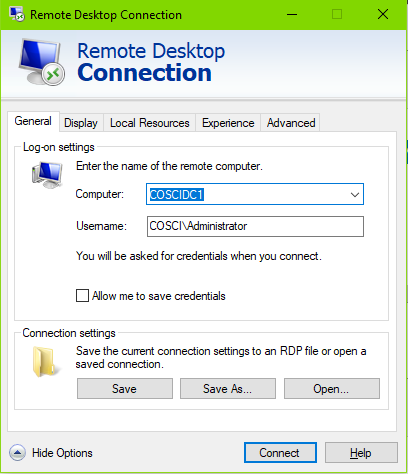 Remote Desktop Connection
Remote Desktop
Connection
General Display Local Resources Experience Advanced
Log-on settings
Enter the name of the remote computer.
Computer: COSCIDC1
Username: COSCI\Administrator
You will be asked for credentials when you connect.
Allow me to save credentials
Connection settings
Save the current connection settings to an RDP file or open a
saved connection.
Save Save As... Open...
Hide Options Connect Help